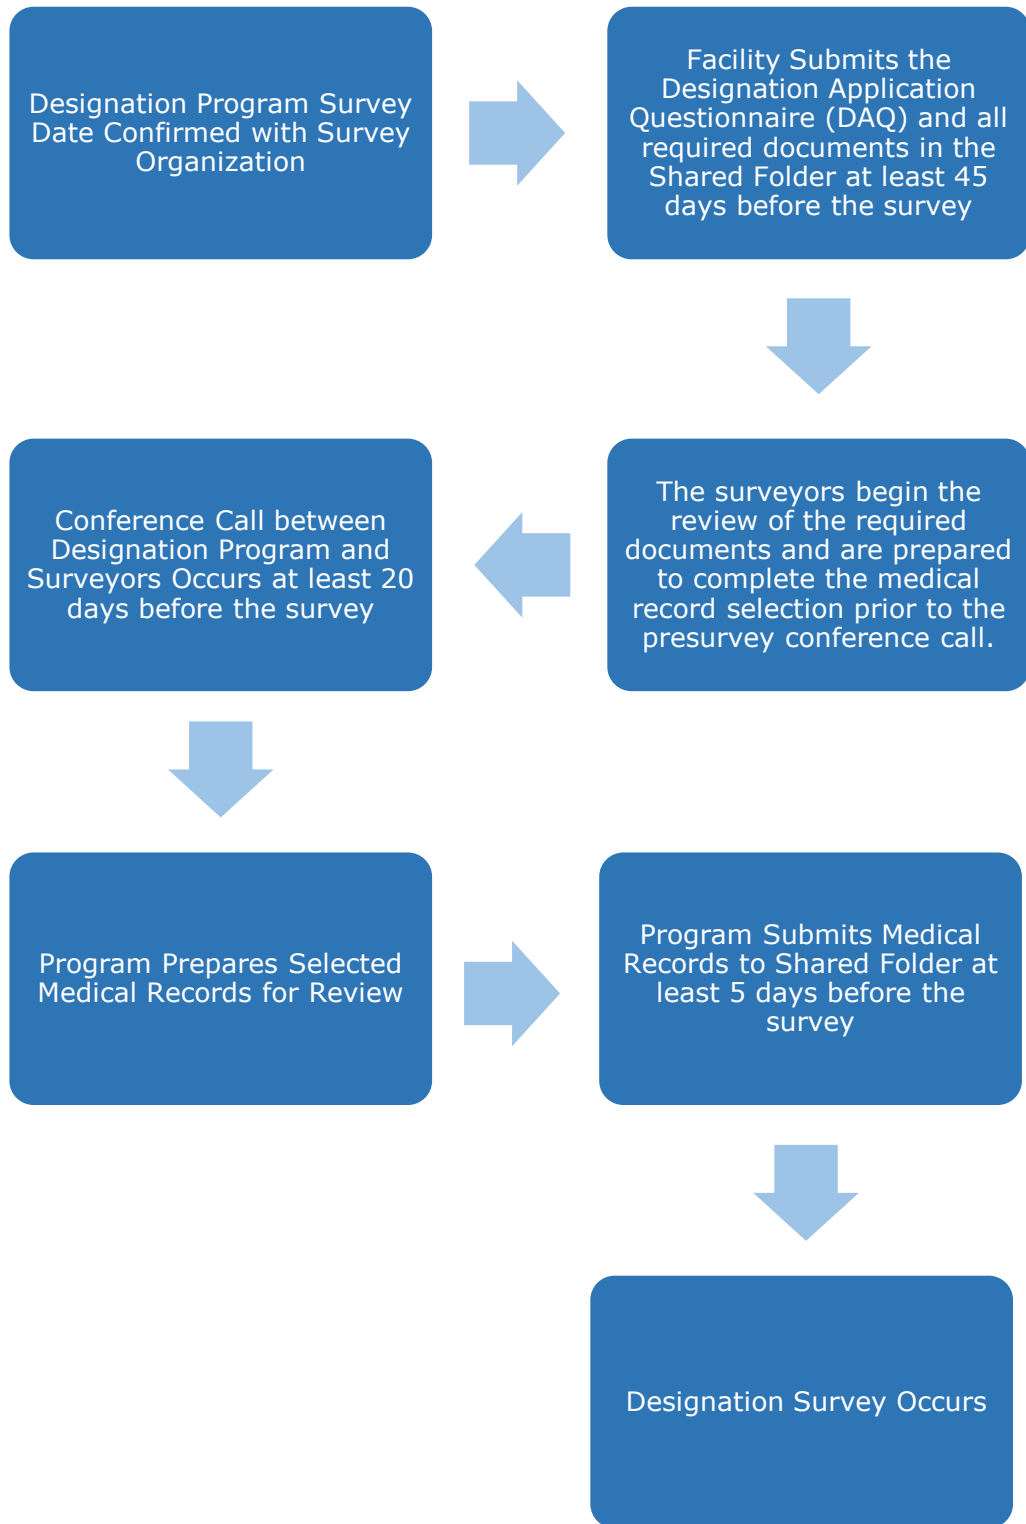 Designation Program Survey
Date Confirmed with Survey
Organization
Facility Submits the
Designation Application
Questionnaire (DAQ) and all
required documents in the
Shared Folder at least 45
days before the survey
The surveyors begin the
review of the required
documents and are prepared
to complete the medical
record selection prior to the
presurvey conference call.
Conference Call between
Designation Program and
Surveyors Occurs at least 20
days before the survey
Program Prepares Selected
Medical Records for Review
Program Submits Medical
Records to Shared Folder at
least 5 days before the
survey
Designation Survey Occurs